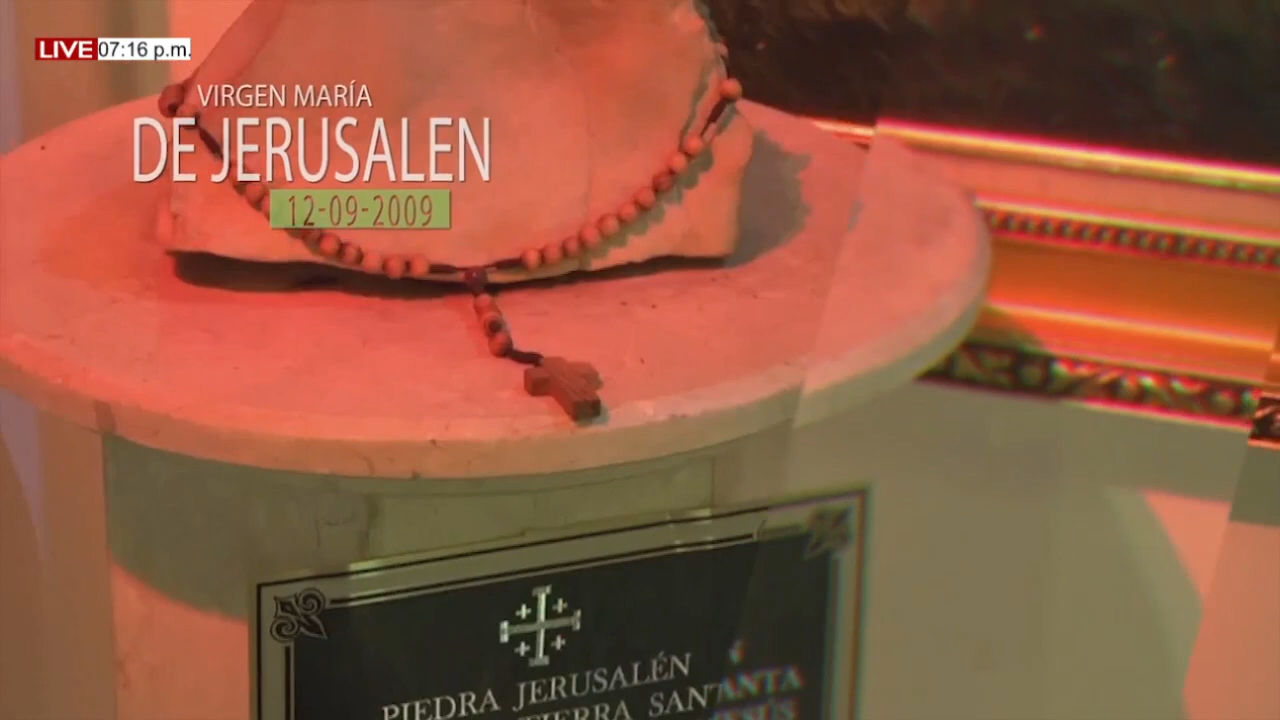 LIVE 07:16 p.m.
VIRGEN MARÍA
DE JERUSALEN
12-09-2009
PIEDRA JERUSALÉN
TIERRA SANTA